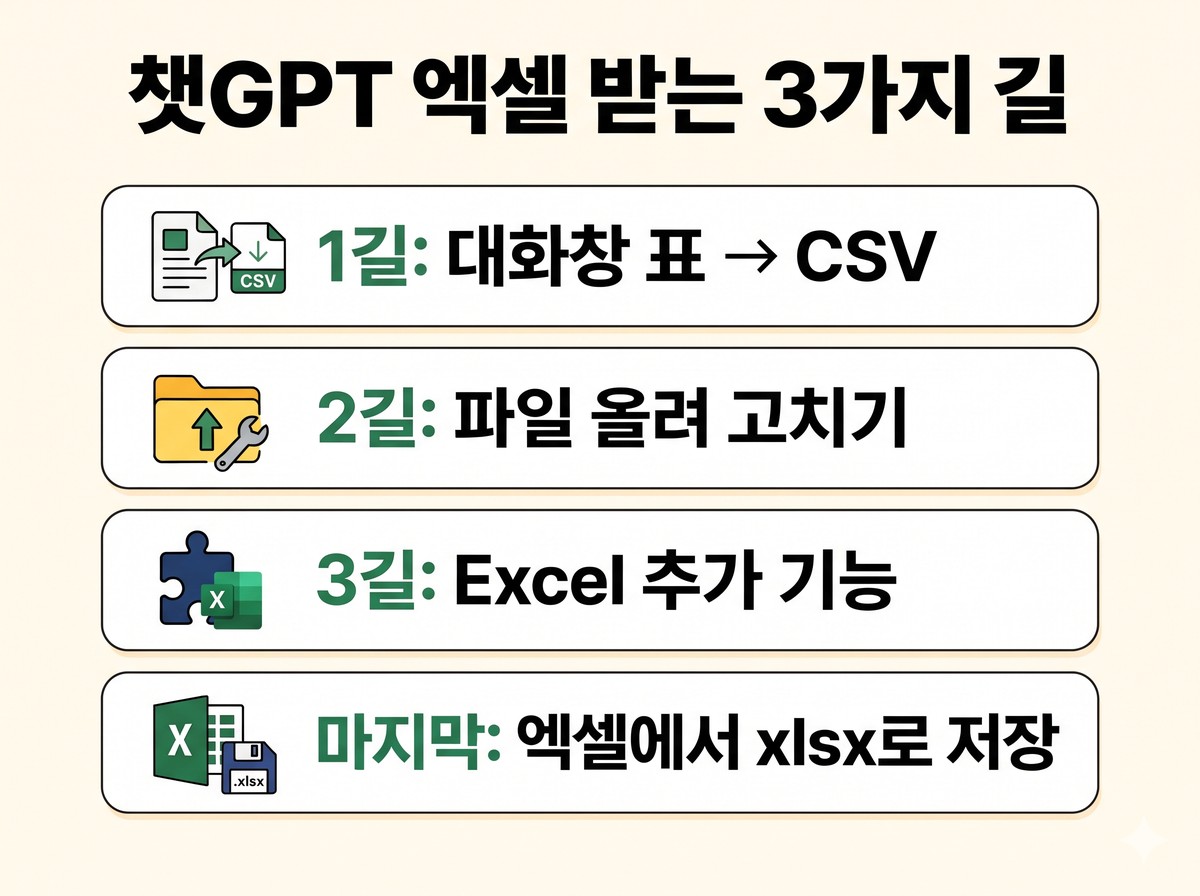 챗GPT 엑셀 받는 3가지 길
CSV
1길: 대화창 표 → CSV
2길: 파일 올려 고치기
X
3길: Excel 추가 기능
X
.xlsx
마지막: 엑셀에서 xlsx로 저장